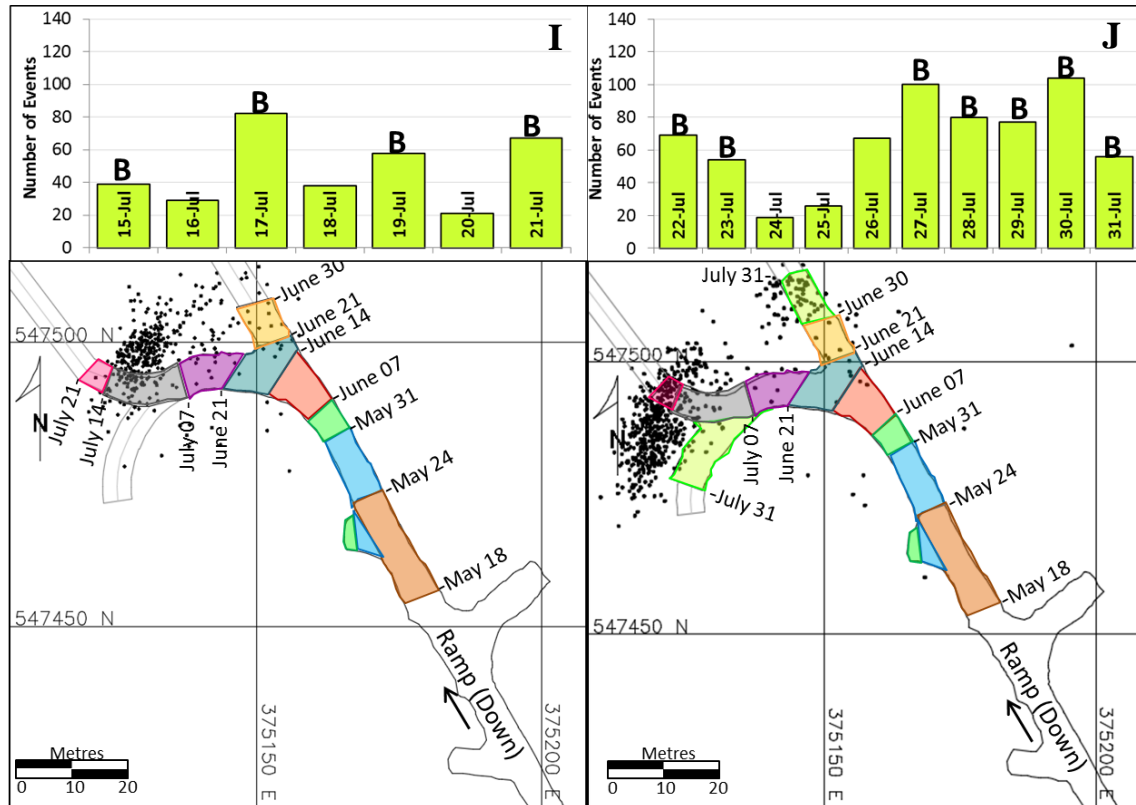 I
Number of Events
140
120
100
80
60
40
20
0
B
B
B
B
15-Jul
16-Jul
17-Jul
18-Jul
19-Jul
20-Jul
21-Jul
J
Number of Events
140
120
100
80
60
40
20
0
B
B
B
B
B
B
B
22-Jul
23-Jul
24-Jul
25-Jul
26-Jul
27-Jul
28-Jul
29-Jul
30-Jul
31-Jul
June 30
June 21
June 14
547500 N
June 07
May 31
July 21
July 14
July 07
June 21
N
May 24
May 18
547450 N
Ramp (Down)
375150 E
375200 E
Metres
0 10 20
July 31
June 30
June 21
June 14
547500 N
June 07
May 31
July 07
June 21
N
May 24
July 31
May 18
547450 N
Ramp (Down)
375150 E
375200 E
Metres
0 10 20